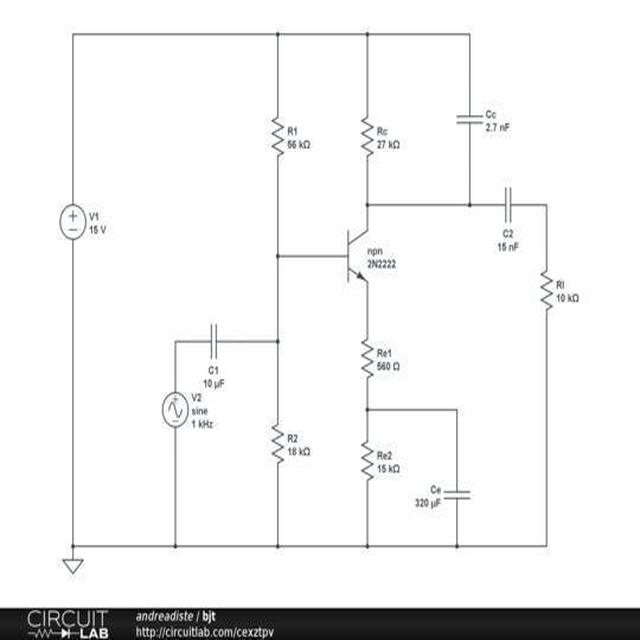 R1
56 kΩ
Rc
27 kΩ
Cc
2.7 nF
V1
15 V
npn
2N2222
C2
15 nF
Rl
10 kΩ
C1
10 µF
Re1
560 Ω
V2
sine
1 kHz
R2
18 kΩ
Re2
15 kΩ
Ce
320 µF
CIRCUIT
LAB
andreadiste / bjt
http://circuitlab.com/cexztpv